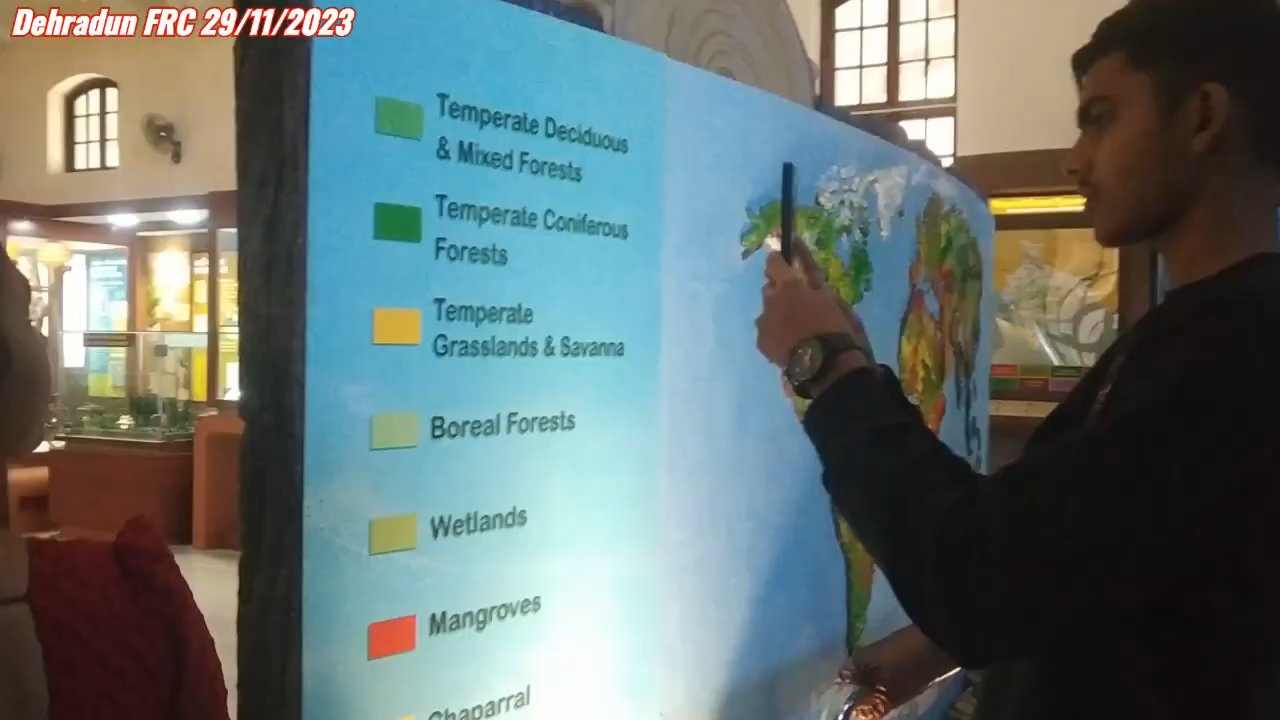 Dehradun FRC 29/11/2023
Temperate Deciduous
& Mixed Forests
Temperate Coniferous
Forests
Temperate
Grasslands & Savanna
Boreal Forests
Wetlands
Mangroves
Chaparral